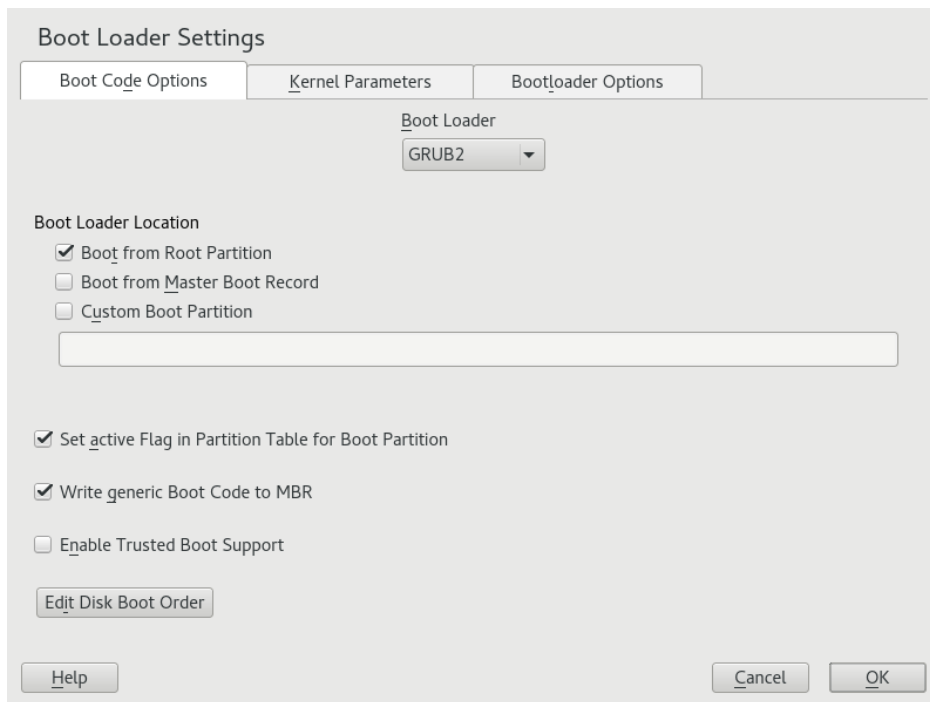 Boot Loader Settings
Boot Code Options
Kernel Parameters
Bootloader Options
Boot Loader
GRUB2
Boot Loader Location
Boot from Root Partition
Boot from Master Boot Record
Custom Boot Partition
Set active Flag in Partition Table for Boot Partition
Write generic Boot Code to MBR
Enable Trusted Boot Support
Edit Disk Boot Order
Help
Cancel
OK